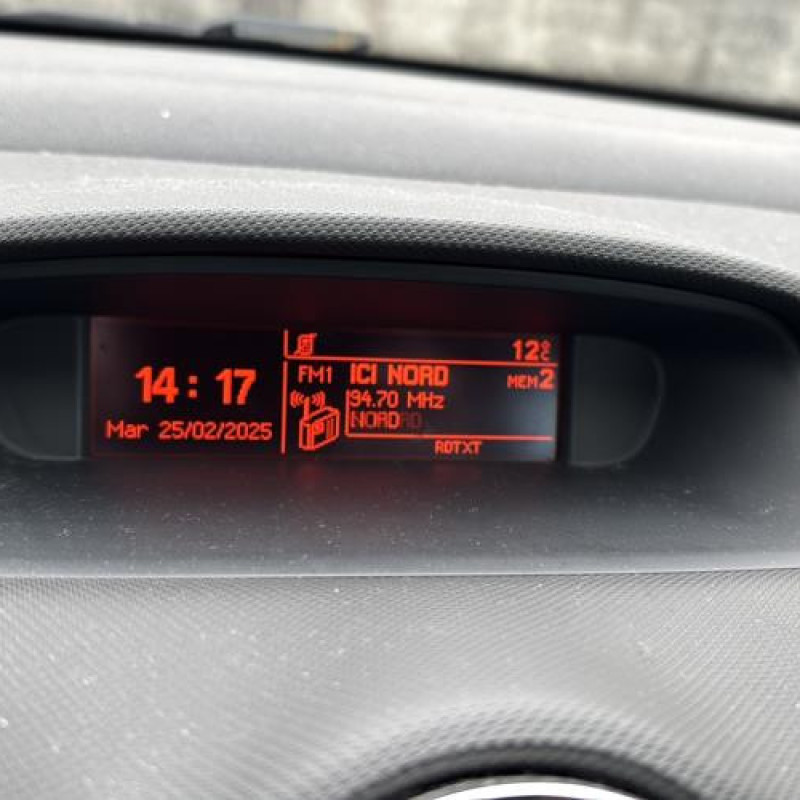 14:17
Mar 25/02/2025
12°C
FM1 ICI NORD MEM2
94.70 MHz
NORD
RDTXT